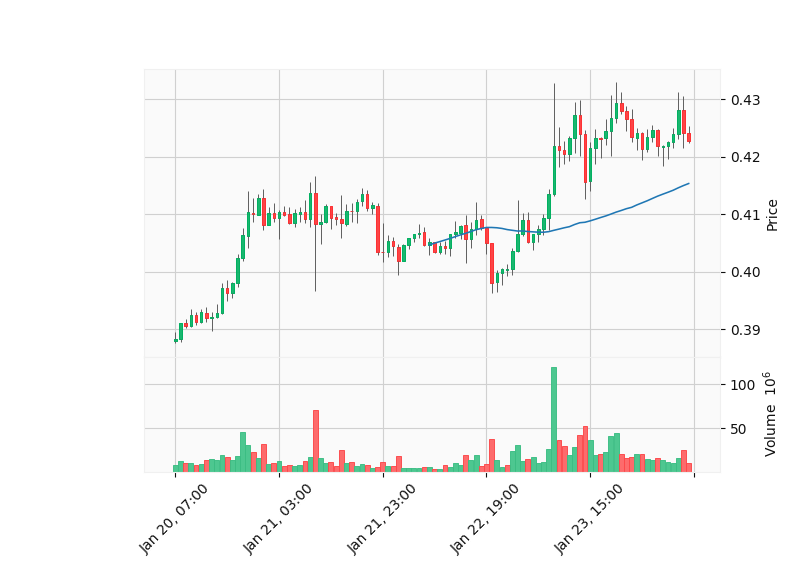 0.43
0.42
0.41
0.40
0.39
Price
100
50
Volume 10^6
Jan 20, 07:00
Jan 21, 03:00
Jan 21, 23:00
Jan 22, 19:00
Jan 23, 15:00